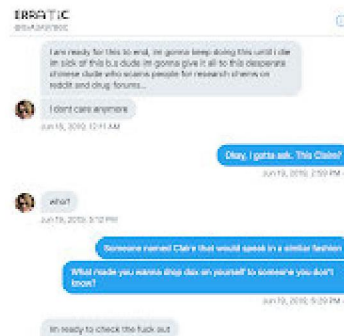 ERRATIC
I am ready for this to end, im gonna keep doing this until i die
im sick of this b.s dude im gonna give it all to this desperate
chinese dude who scams people for research chems on
reddit and drug forums...
I dont care anymore
Jun 18, 2019, 12:11 AM
Okay, I gotta ask. This Claire?
Jun 19, 2019, 2:59 PM
who?
Jun 19, 2019, 5:12 PM
Someone named Claire that would speak in a similar fashion
What made you wanna drop dox on yourself to someone you don't
know?
Jun 19, 2019, 5:29 PM
Im ready to check the fuck out